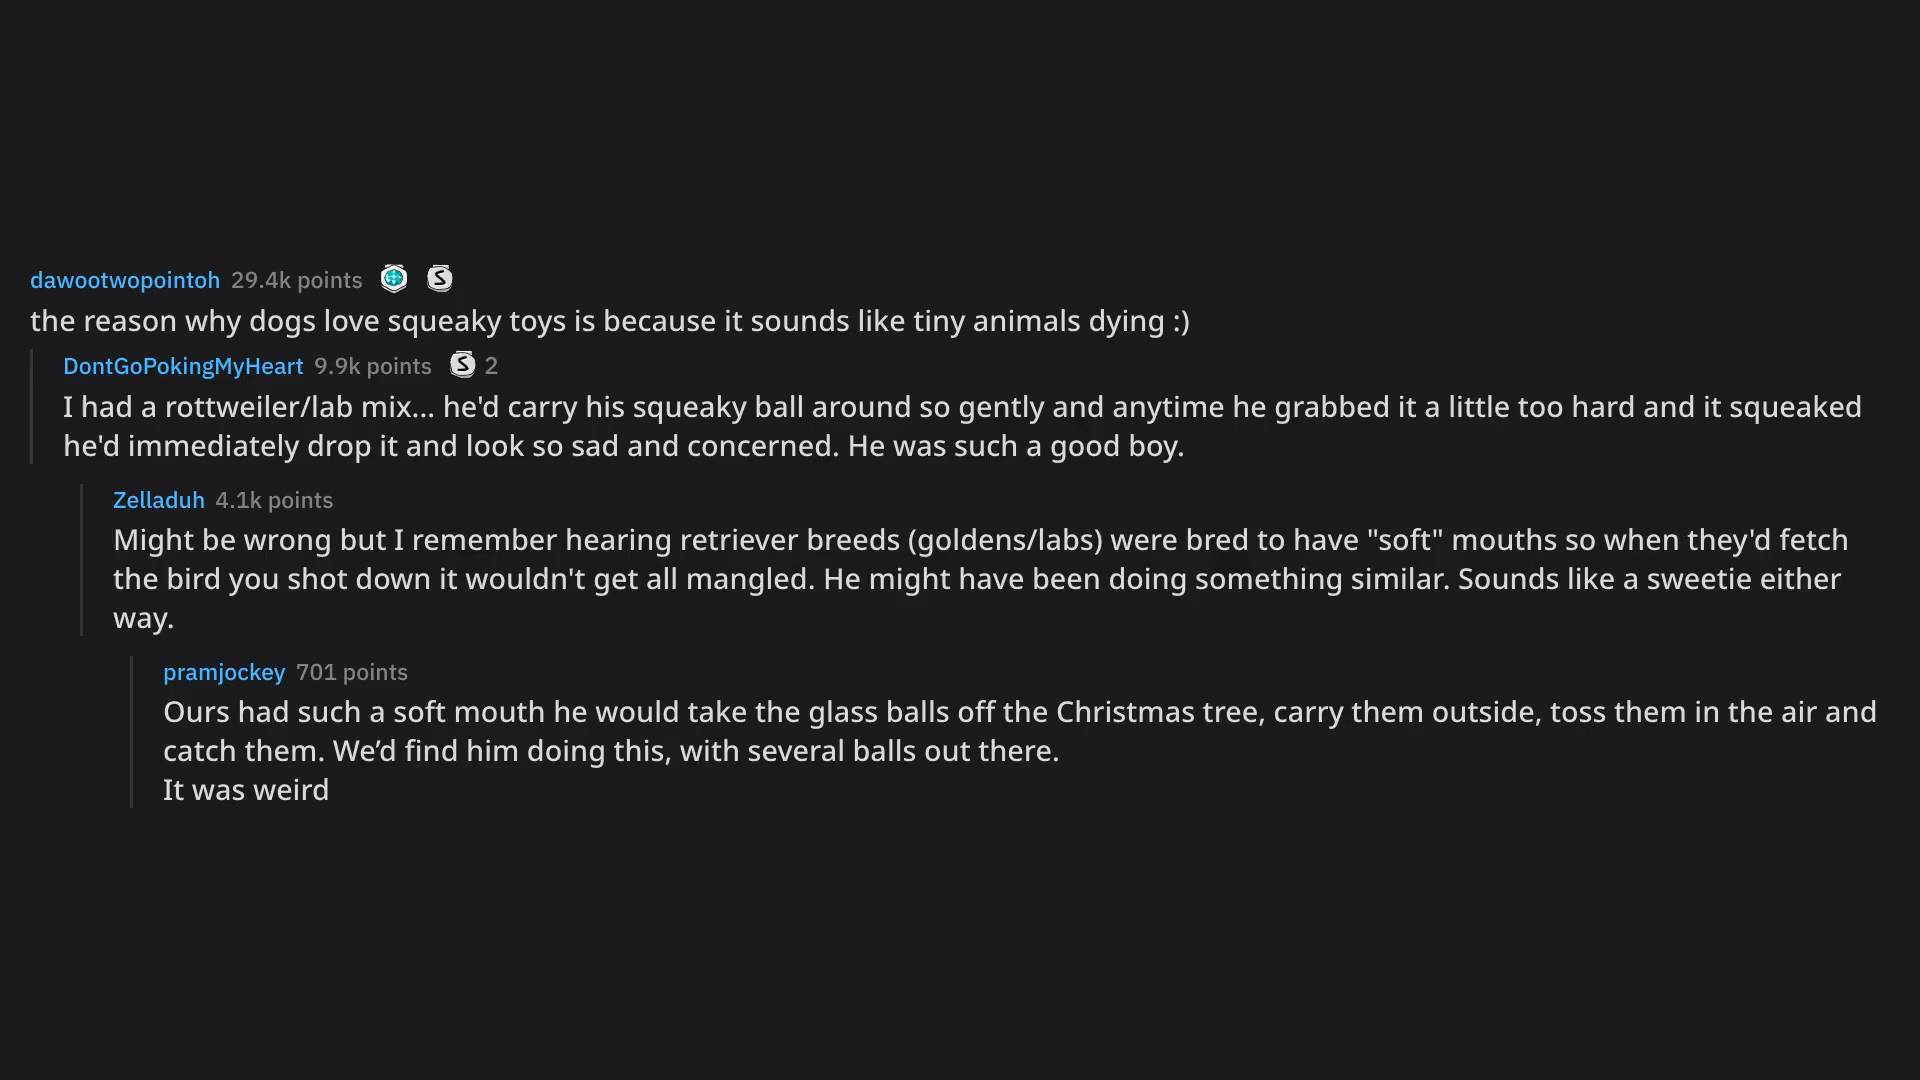 dawootwopointoh 29.4k points S
the reason why dogs love squeaky toys is because it sounds like tiny animals dying :)
DontGoPokingMyHeart 9.9k points S 2
I had a rottweiler/lab mix... he'd carry his squeaky ball around so gently and anytime he grabbed it a little too hard and it squeaked
he'd immediately drop it and look so sad and concerned. He was such a good boy.
Zelladuh 4.1k points
Might be wrong but I remember hearing retriever breeds (goldens/labs) were bred to have "soft" mouths so when they'd fetch
the bird you shot down it wouldn't get all mangled. He might have been doing something similar. Sounds like a sweetie either
way.
pramjockey 701 points
Ours had such a soft mouth he would take the glass balls off the Christmas tree, carry them outside, toss them in the air and
catch them. We’d find him doing this, with several balls out there.
It was weird